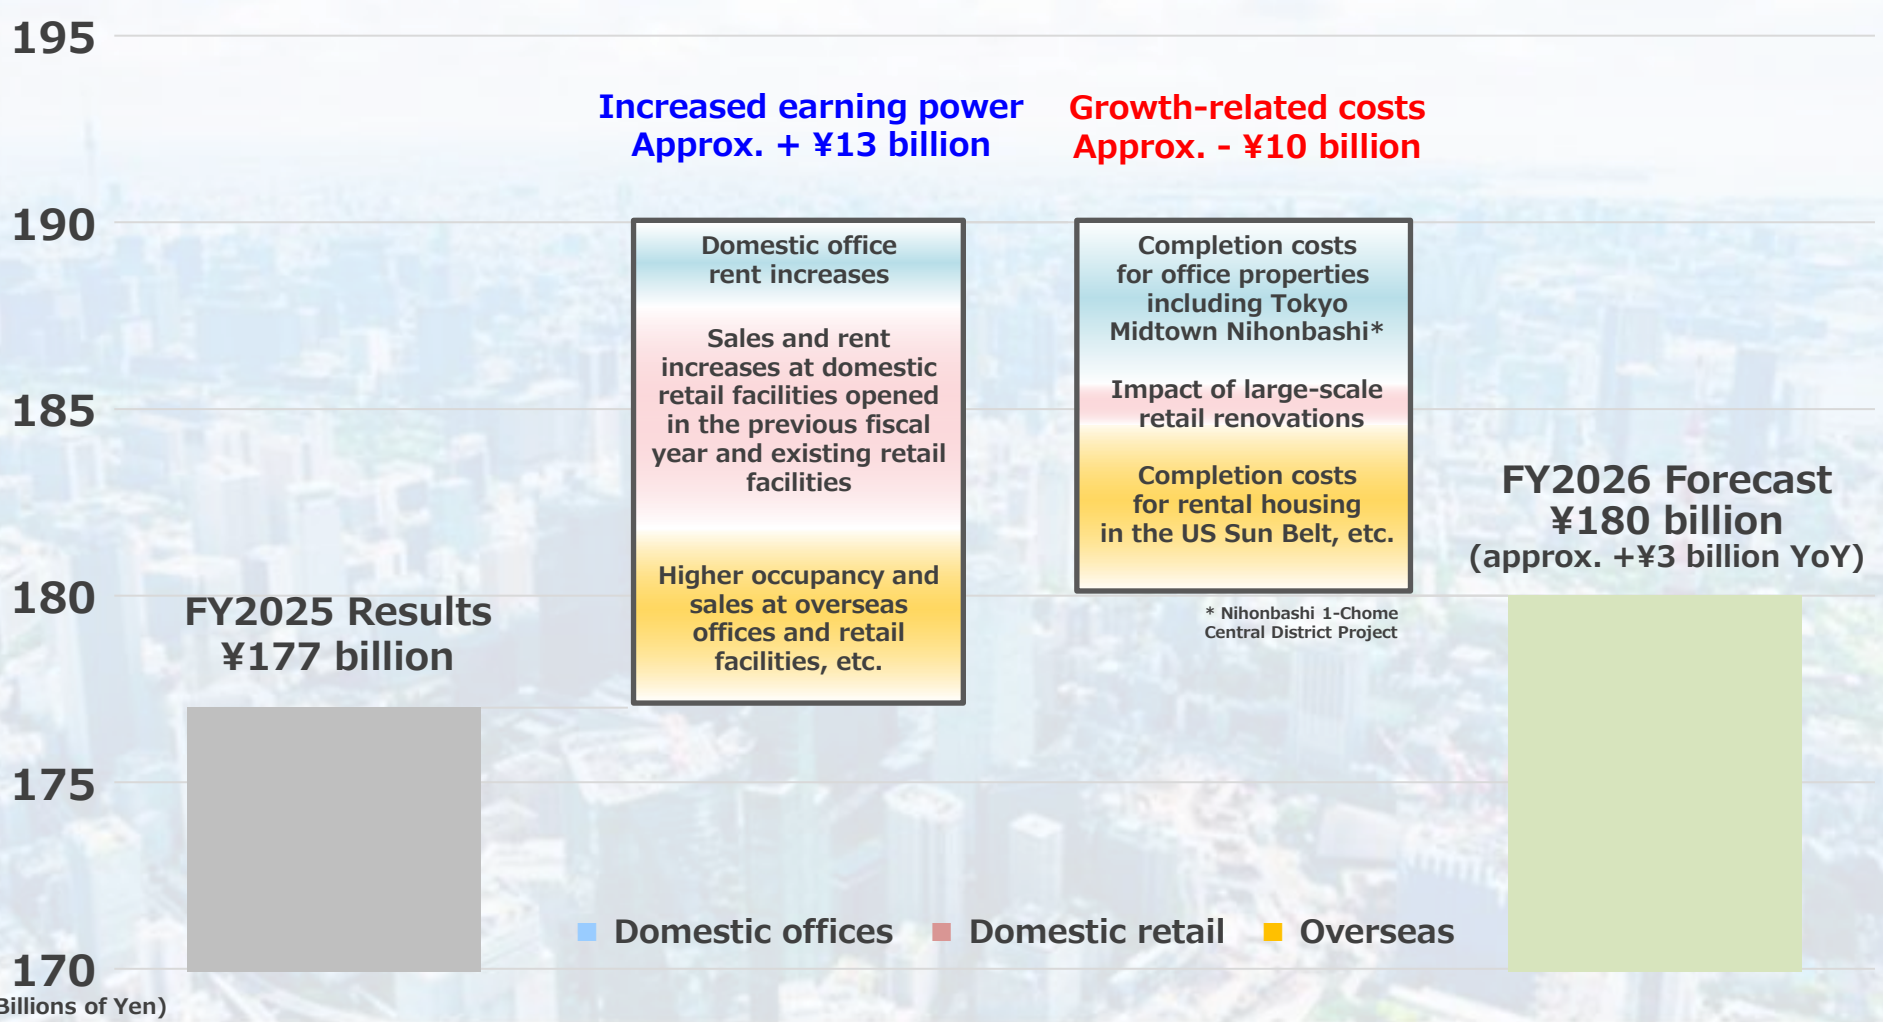 195
190
185
180
175
170
Billions of Yen)
FY2025 Results
¥177 billion
Increased earning power
Approx. + ¥13 billion
Domestic office
rent increases
Sales and rent
increases at domestic
retail facilities opened
in the previous fiscal
year and existing retail
facilities
Higher occupancy and
sales at overseas
offices and retail
facilities, etc.
Growth-related costs
Approx. - ¥10 billion
Completion costs
for office properties
including Tokyo
Midtown Nihonbashi*
Impact of large-scale
retail renovations
Completion costs
for rental housing
in the US Sun Belt, etc.
* Nihonbashi 1-Chome
Central District Project
FY2026 Forecast
¥180 billion
(approx. +¥3 billion YoY)
Domestic offices
Domestic retail
Overseas